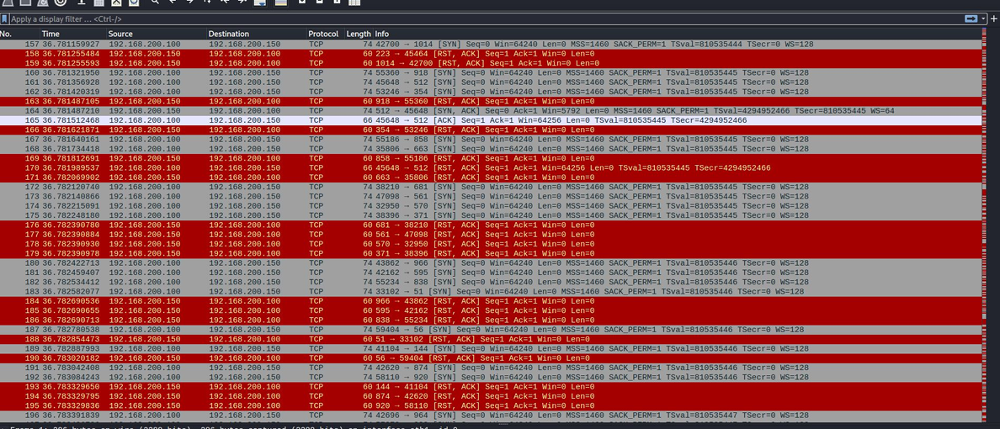 Apply a display filter ... <Ctrl-/>
No. Time Source Destination Protocol Length Info
157 36.781159927 192.168.200.100 192.168.200.150 TCP 74 42700 → 1014 [SYN] Seq=0 Win=64240 Len=0 MSS=1460 SACK_PERM=1 TSval=810535444 TSecr=0 WS=128
158 36.781255484 192.168.200.150 192.168.200.100 TCP 60 223 → 45464 [RST, ACK] Seq=1 Ack=1 Win=0 Len=0
159 36.781255593 192.168.200.150 192.168.200.100 TCP 60 1014 → 42700 [RST, ACK] Seq=1 Ack=1 Win=0 Len=0
160 36.781321950 192.168.200.100 192.168.200.150 TCP 74 55360 → 918 [SYN] Seq=0 Win=64240 Len=0 MSS=1460 SACK_PERM=1 TSval=810535445 TSecr=0 WS=128
161 36.781356928 192.168.200.100 192.168.200.150 TCP 74 45648 → 512 [SYN] Seq=0 Win=64240 Len=0 MSS=1460 SACK_PERM=1 TSval=810535445 TSecr=0 WS=128
162 36.781420319 192.168.200.100 192.168.200.150 TCP 74 53246 → 354 [SYN] Seq=0 Win=64240 Len=0 MSS=1460 SACK_PERM=1 TSval=810535445 TSecr=0 WS=128
163 36.781487105 192.168.200.150 192.168.200.100 TCP 60 918 → 55360 [RST, ACK] Seq=1 Ack=1 Win=0 Len=0
164 36.781487210 192.168.200.150 192.168.200.100 TCP 74 512 → 45648 [SYN, ACK] Seq=0 Ack=1 Win=5792 Len=0 MSS=1460 SACK_PERM=1 TSval=4294952466 TSecr=810535445 WS=64
165 36.781512468 192.168.200.100 192.168.200.150 TCP 66 45648 → 512 [ACK] Seq=1 Ack=1 Win=64256 Len=0 TSval=810535445 TSecr=4294952466
166 36.781621871 192.168.200.150 192.168.200.100 TCP 60 354 → 53246 [RST, ACK] Seq=1 Ack=1 Win=0 Len=0
167 36.781640161 192.168.200.100 192.168.200.150 TCP 74 55186 → 858 [SYN] Seq=0 Win=64240 Len=0 MSS=1460 SACK_PERM=1 TSval=810535445 TSecr=0 WS=128
168 36.781734418 192.168.200.100 192.168.200.150 TCP 74 35806 → 663 [SYN] Seq=0 Win=64240 Len=0 MSS=1460 SACK_PERM=1 TSval=810535445 TSecr=0 WS=128
169 36.781812691 192.168.200.150 192.168.200.100 TCP 60 858 → 55186 [RST, ACK] Seq=1 Ack=1 Win=0 Len=0
170 36.781989537 192.168.200.100 192.168.200.150 TCP 66 45648 → 512 [RST, ACK] Seq=1 Ack=1 Win=64256 Len=0 TSval=810535445 TSecr=4294952466
171 36.782069902 192.168.200.150 192.168.200.100 TCP 60 663 → 35806 [RST, ACK] Seq=1 Ack=1 Win=0 Len=0
172 36.782120740 192.168.200.100 192.168.200.150 TCP 74 38210 → 681 [SYN] Seq=0 Win=64240 Len=0 MSS=1460 SACK_PERM=1 TSval=810535445 TSecr=0 WS=128
173 36.782140866 192.168.200.100 192.168.200.150 TCP 74 47098 → 561 [SYN] Seq=0 Win=64240 Len=0 MSS=1460 SACK_PERM=1 TSval=810535445 TSecr=0 WS=128
174 36.782215091 192.168.200.100 192.168.200.150 TCP 74 32950 → 570 [SYN] Seq=0 Win=64240 Len=0 MSS=1460 SACK_PERM=1 TSval=810535445 TSecr=0 WS=128
175 36.782248180 192.168.200.100 192.168.200.150 TCP 74 38396 → 371 [SYN] Seq=0 Win=64240 Len=0 MSS=1460 SACK_PERM=1 TSval=810535445 TSecr=0 WS=128
176 36.782390780 192.168.200.150 192.168.200.100 TCP 60 681 → 38210 [RST, ACK] Seq=1 Ack=1 Win=0 Len=0
177 36.782390884 192.168.200.150 192.168.200.100 TCP 60 561 → 47098 [RST, ACK] Seq=1 Ack=1 Win=0 Len=0
178 36.782390930 192.168.200.150 192.168.200.100 TCP 60 570 → 32950 [RST, ACK] Seq=1 Ack=1 Win=0 Len=0
179 36.782390978 192.168.200.150 192.168.200.100 TCP 60 371 → 38396 [RST, ACK] Seq=1 Ack=1 Win=0 Len=0
180 36.782422713 192.168.200.100 192.168.200.150 TCP 74 43862 → 966 [SYN] Seq=0 Win=64240 Len=0 MSS=1460 SACK_PERM=1 TSval=810535446 TSecr=0 WS=128
181 36.782459407 192.168.200.100 192.168.200.150 TCP 74 42162 → 595 [SYN] Seq=0 Win=64240 Len=0 MSS=1460 SACK_PERM=1 TSval=810535446 TSecr=0 WS=128
182 36.782534412 192.168.200.100 192.168.200.150 TCP 74 55234 → 838 [SYN] Seq=0 Win=64240 Len=0 MSS=1460 SACK_PERM=1 TSval=810535446 TSecr=0 WS=128
183 36.782582077 192.168.200.100 192.168.200.150 TCP 74 33102 → 51 [SYN] Seq=0 Win=64240 Len=0 MSS=1460 SACK_PERM=1 TSval=810535446 TSecr=0 WS=128
184 36.782690536 192.168.200.150 192.168.200.100 TCP 60 966 → 43862 [RST, ACK] Seq=1 Ack=1 Win=0 Len=0
185 36.782690655 192.168.200.150 192.168.200.100 TCP 60 595 → 42162 [RST, ACK] Seq=1 Ack=1 Win=0 Len=0
186 36.782690713 192.168.200.150 192.168.200.100 TCP 60 838 → 55234 [RST, ACK] Seq=1 Ack=1 Win=0 Len=0
187 36.782780538 192.168.200.100 192.168.200.150 TCP 74 59404 → 56 [SYN] Seq=0 Win=64240 Len=0 MSS=1460 SACK_PERM=1 TSval=810535446 TSecr=0 WS=128
188 36.782854473 192.168.200.150 192.168.200.100 TCP 60 51 → 33102 [RST, ACK] Seq=1 Ack=1 Win=0 Len=0
189 36.782887993 192.168.200.100 192.168.200.150 TCP 74 41104 → 144 [SYN] Seq=0 Win=64240 Len=0 MSS=1460 SACK_PERM=1 TSval=810535446 TSecr=0 WS=128
190 36.783020182 192.168.200.150 192.168.200.100 TCP 60 56 → 59404 [RST, ACK] Seq=1 Ack=1 Win=0 Len=0
191 36.783042408 192.168.200.100 192.168.200.150 TCP 74 42620 → 874 [SYN] Seq=0 Win=64240 Len=0 MSS=1460 SACK_PERM=1 TSval=810535446 TSecr=0 WS=128
192 36.783084243 192.168.200.100 192.168.200.150 TCP 74 58110 → 920 [SYN] Seq=0 Win=64240 Len=0 MSS=1460 SACK_PERM=1 TSval=810535446 TSecr=0 WS=128
193 36.783329650 192.168.200.150 192.168.200.100 TCP 60 144 → 41104 [RST, ACK] Seq=1 Ack=1 Win=0 Len=0
194 36.783329795 192.168.200.150 192.168.200.100 TCP 60 874 → 42620 [RST, ACK] Seq=1 Ack=1 Win=0 Len=0
195 36.783329836 192.168.200.150 192.168.200.100 TCP 60 920 → 58110 [RST, ACK] Seq=1 Ack=1 Win=0 Len=0
196 36.783391839 192.168.200.100 192.168.200.150 TCP 74 42696 → 964 [SYN] Seq=0 Win=64240 Len=0 MSS=1460 SACK_PERM=1 TSval=810535447 TSecr=0 WS=128